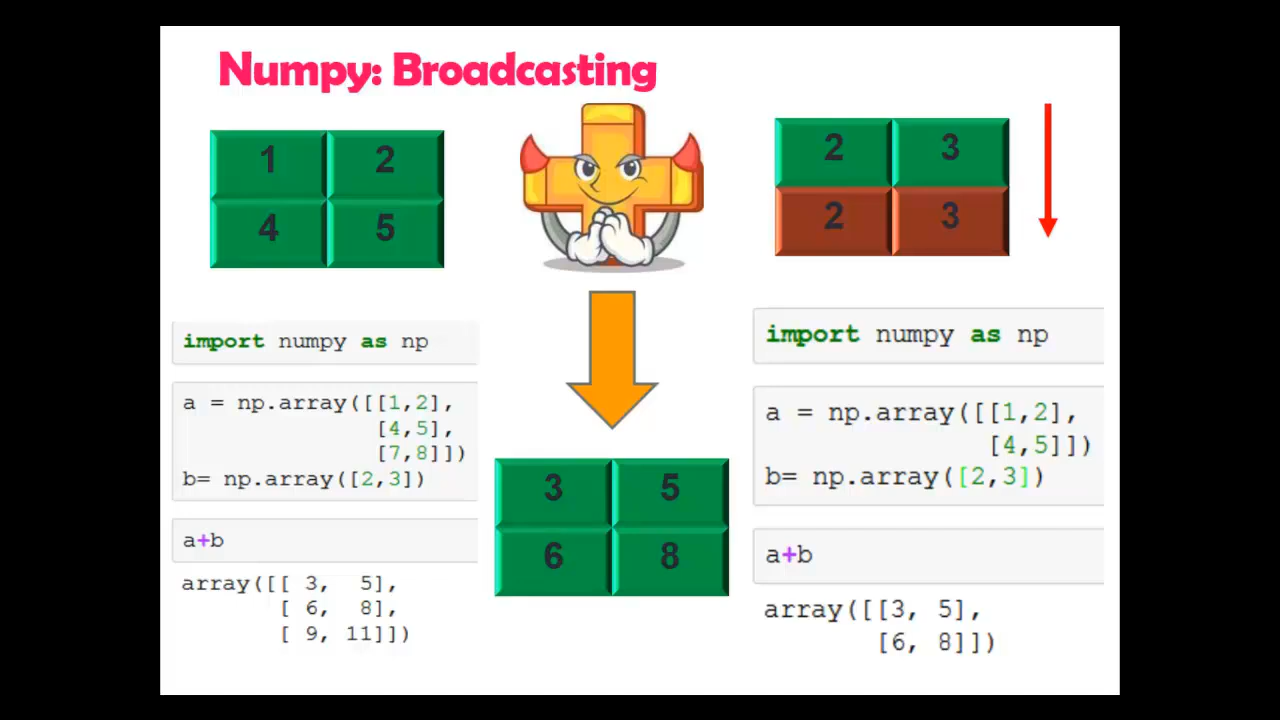 Numpy: Broadcasting
1 2
4 5
2 3
2 3
import numpy as np
a = np.array([[1,2],
[4,5],
[7,8]])
b= np.array([2,3])
a+b
array([[ 3, 5],
[ 6, 8],
[ 9, 11]])
3 5
6 8
import numpy as np
a = np.array([[1,2],
[4,5]])
b= np.array([2,3])
a+b
array([[3, 5],
[6, 8]])